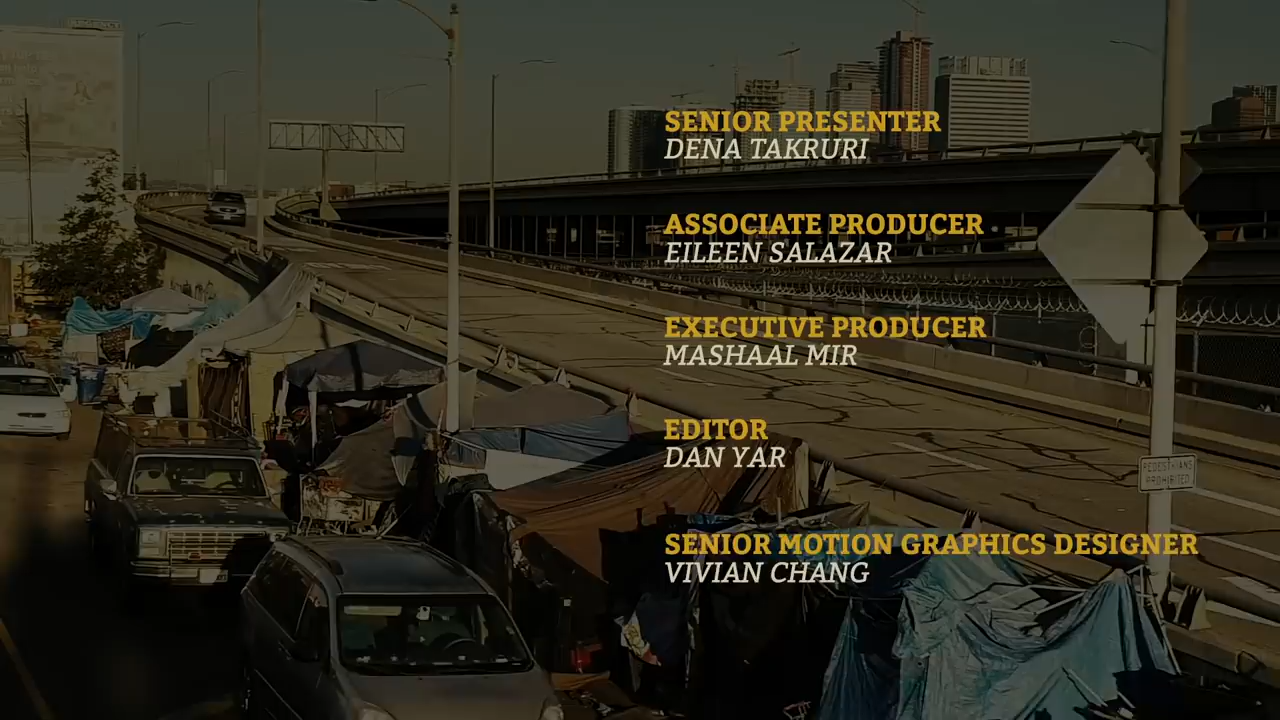 REGENCY
SENIOR PRESENTER
DENA TAKRURI
ASSOCIATE PRODUCER
EILEEN SALAZAR
EXECUTIVE PRODUCER
MASHAAL MIR
EDITOR
DAN YAR
PEDESTRIANS
PROHIBITED
SENIOR MOTION GRAPHICS DESIGNER
VIVIAN CHANG